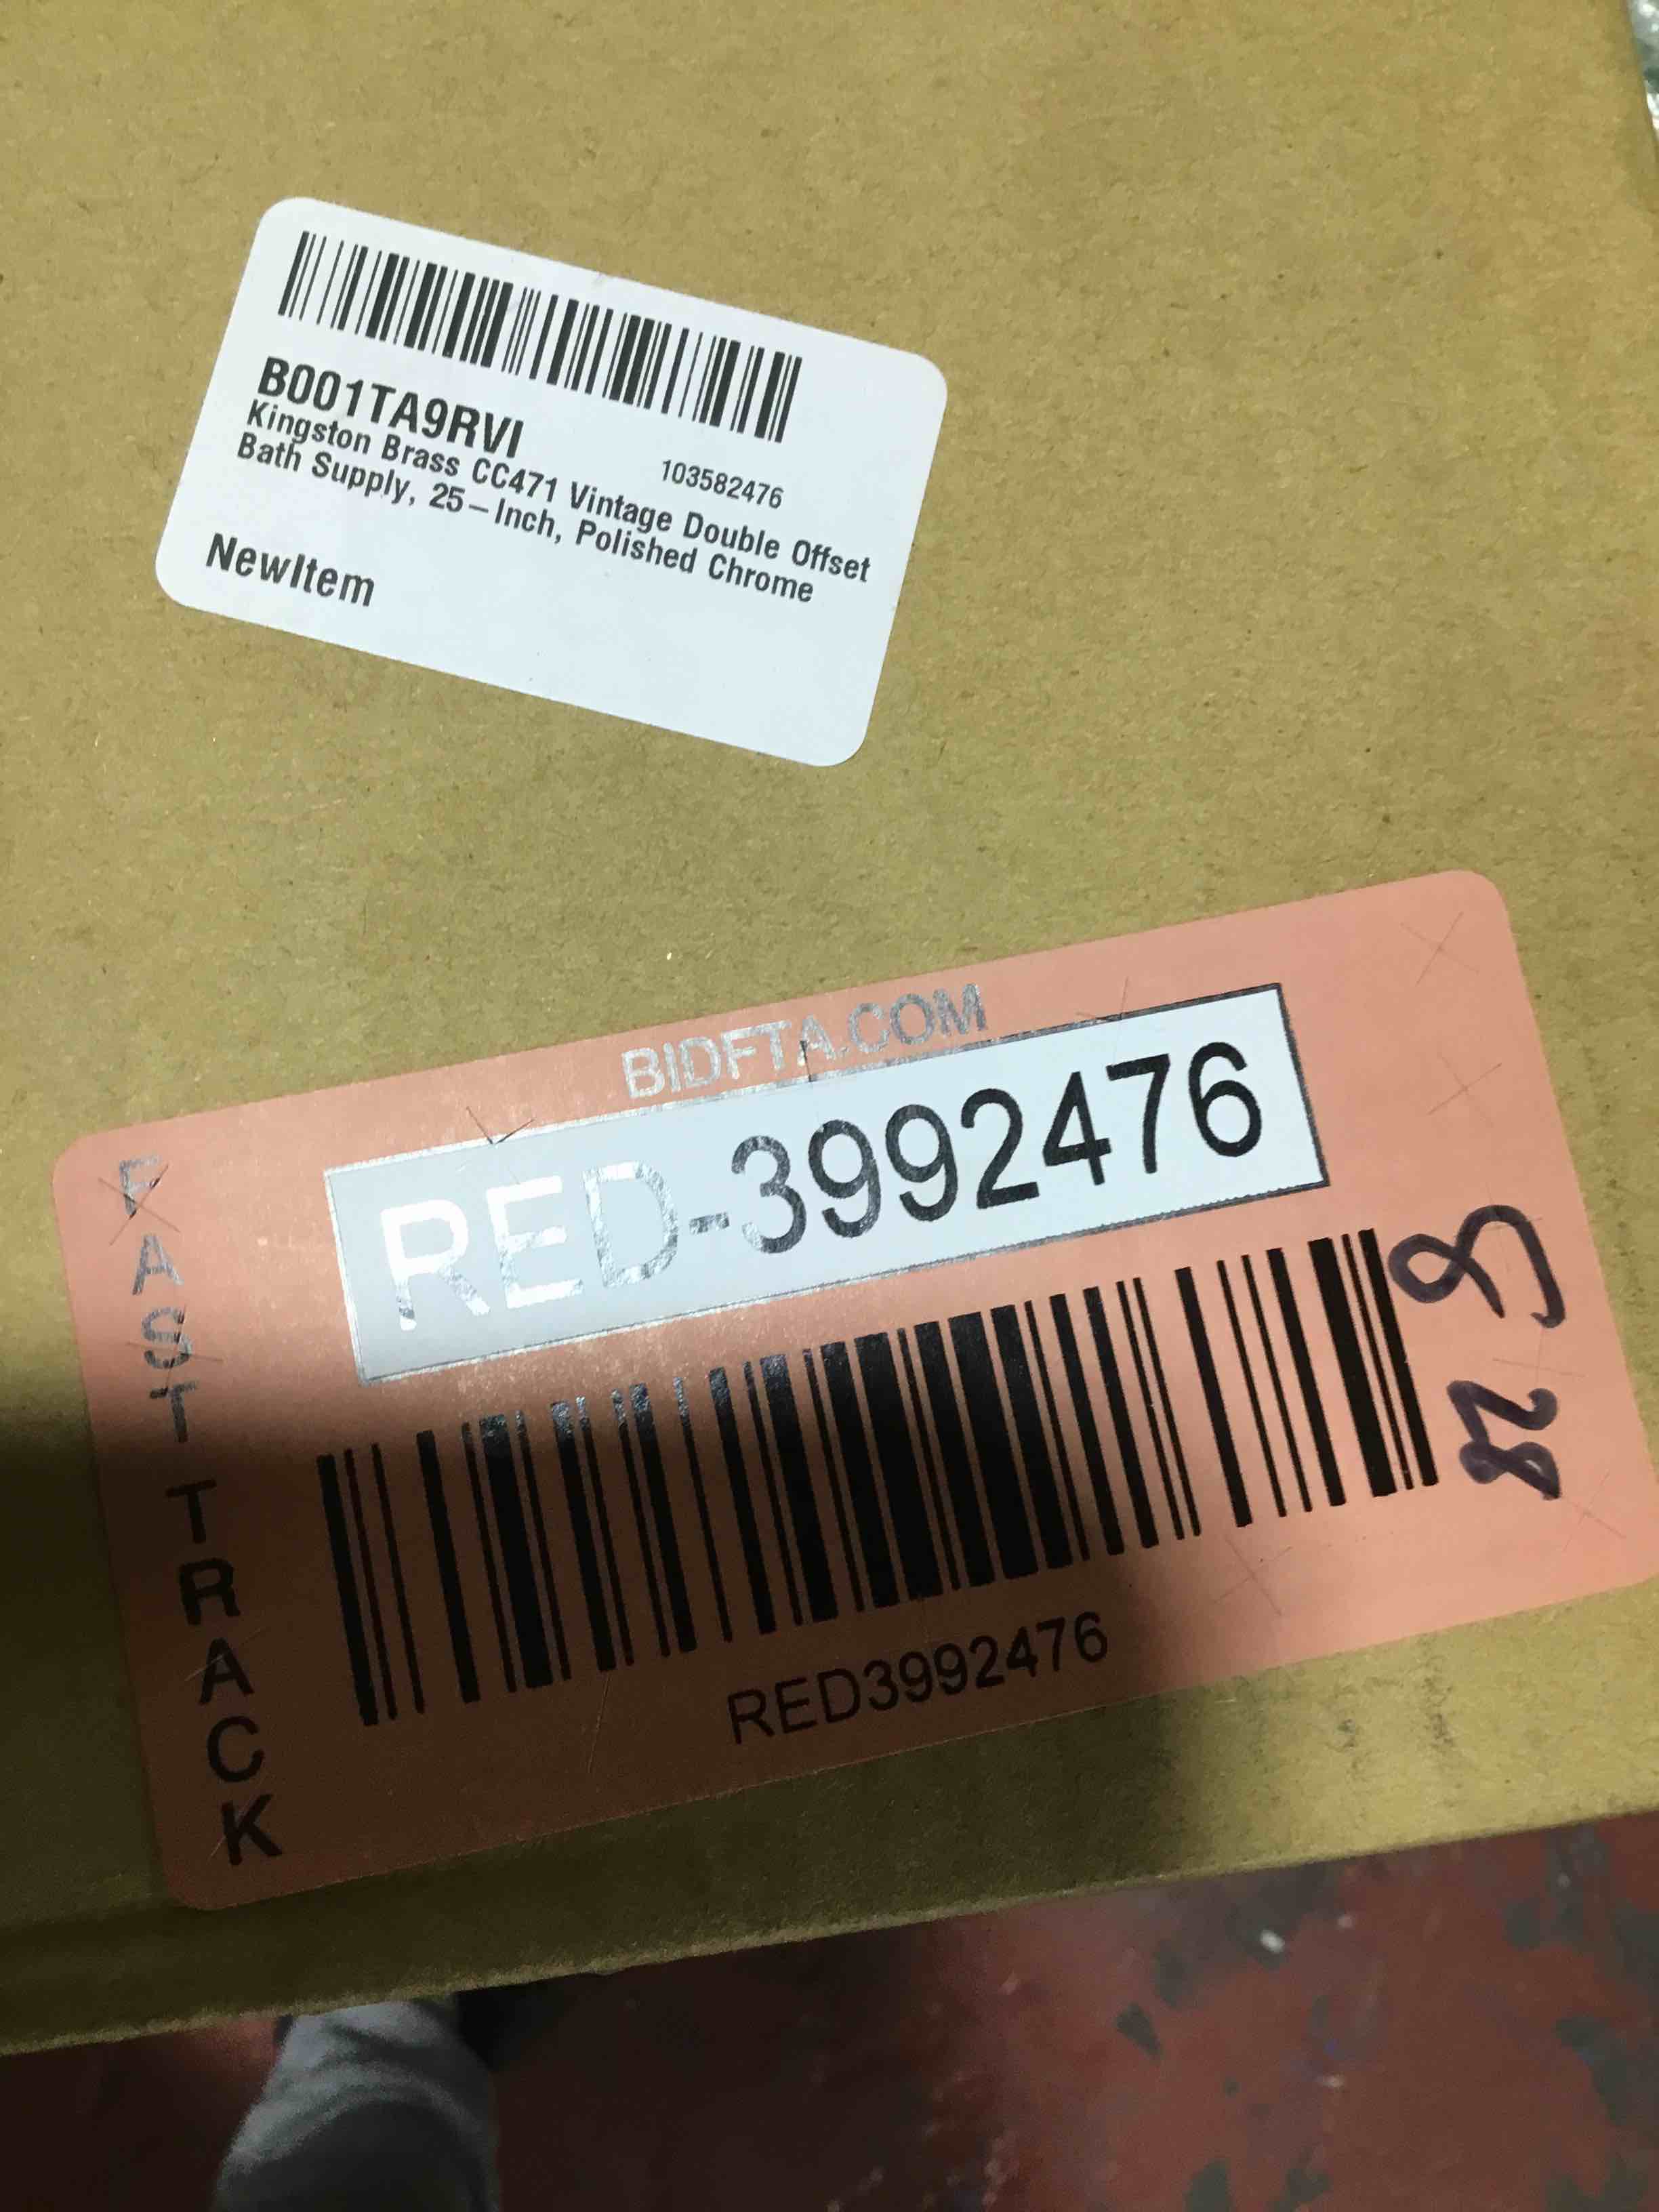 B001TA9RVI
103582476
Kingston Brass CC471 Vintage Double Offset
Bath Supply, 25-Inch, Polished Chrome
NewItem
BIDFTA.COM
RED-3992476
FAST TRACK
RED3992476
8 28